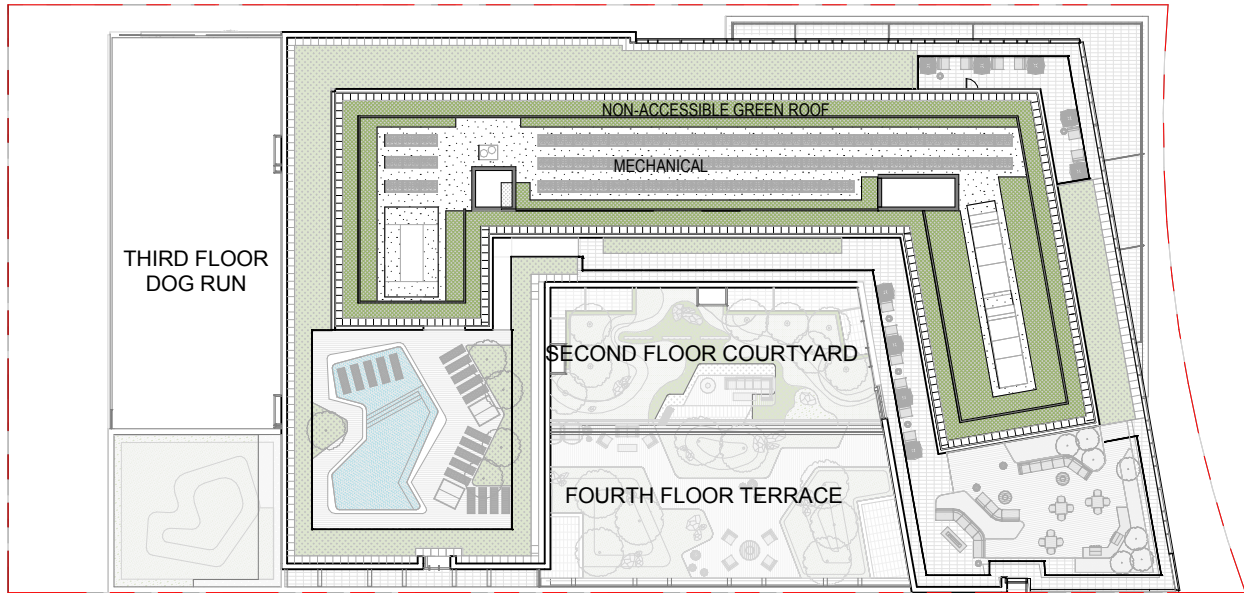 NON-ACCESSIBLE GREEN ROOF
MECHANICAL
THIRD FLOOR
DOG RUN
SECOND FLOOR COURTYARD
FOURTH FLOOR TERRACE